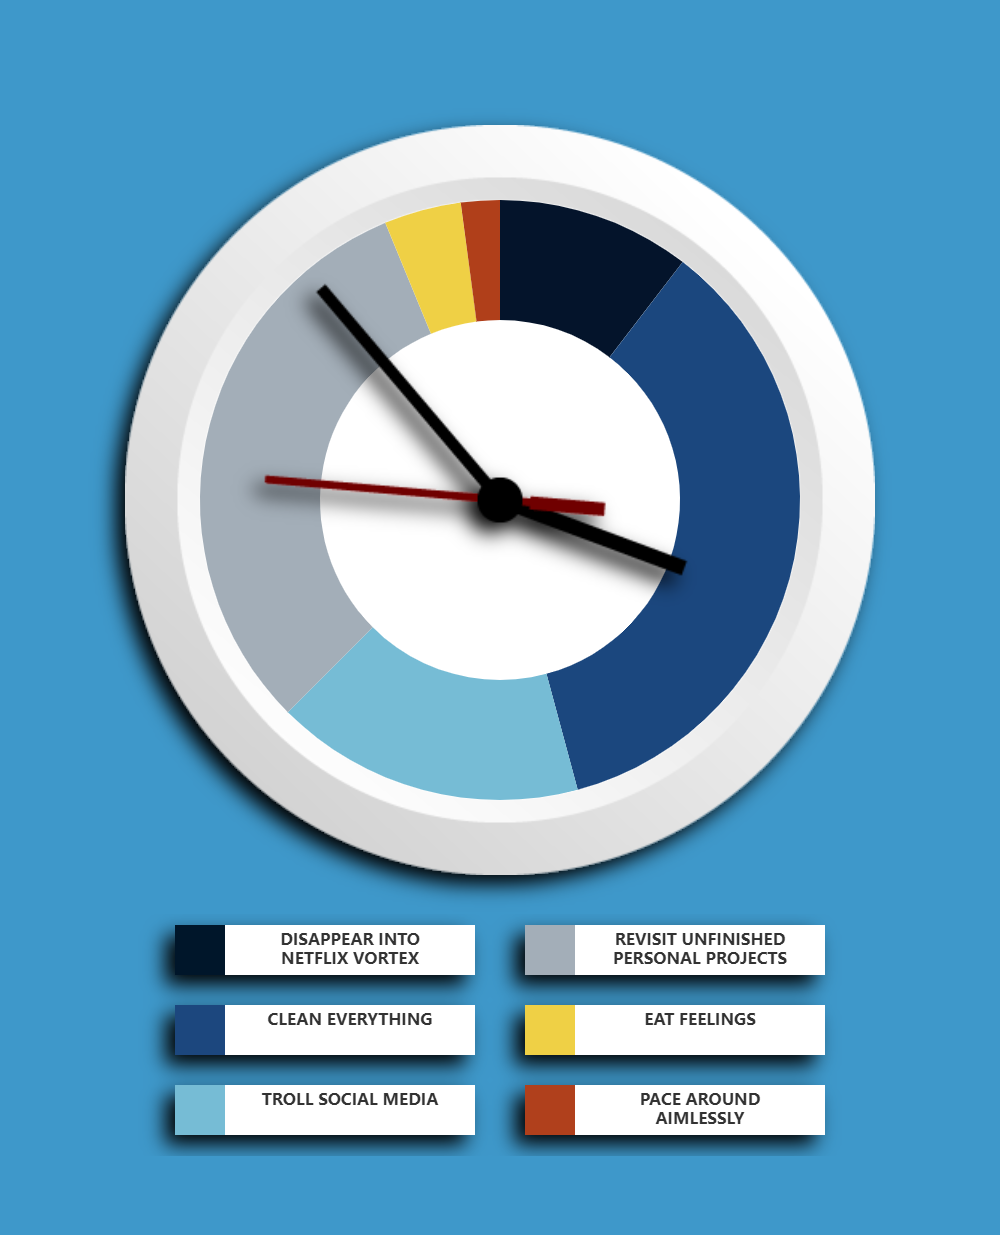 DISAPPEAR INTO
NETFLIX VORTEX
REVISIT UNFINISHED
PERSONAL PROJECTS
CLEAN EVERYTHING
EAT FEELINGS
TROLL SOCIAL MEDIA
PACE AROUND
AIMLESSLY